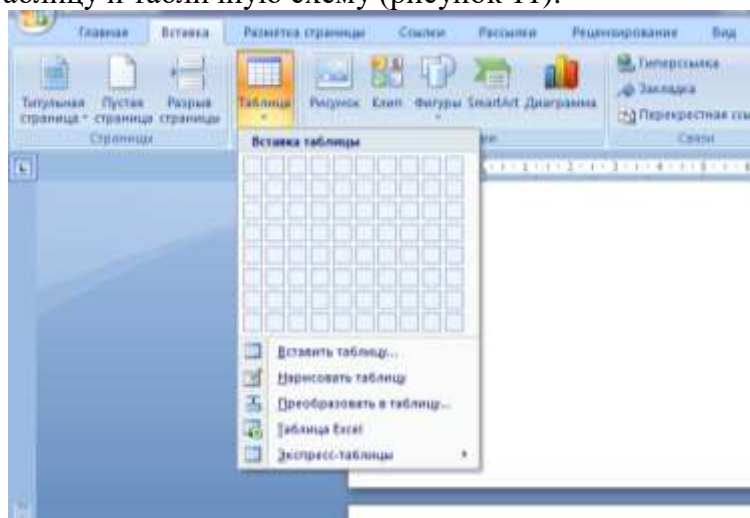 таблицу и табличную схему (рисунок 11).
Главная Вставка Разметка страницы Ссылки Рассылки Рецензирование Вид
Титульная страница Пустая страница Разрыв страницы
Таблица Рисунок Клип Фигуры SmartArt Диаграмма
Гиперссылка
Закладка
Перекрестная
Страницы
Связи
Вставка таблицы
Вставить таблицу...
Нарисовать таблицу
Преобразовать в таблицу...
Таблица Excel
Экспресс-таблицы